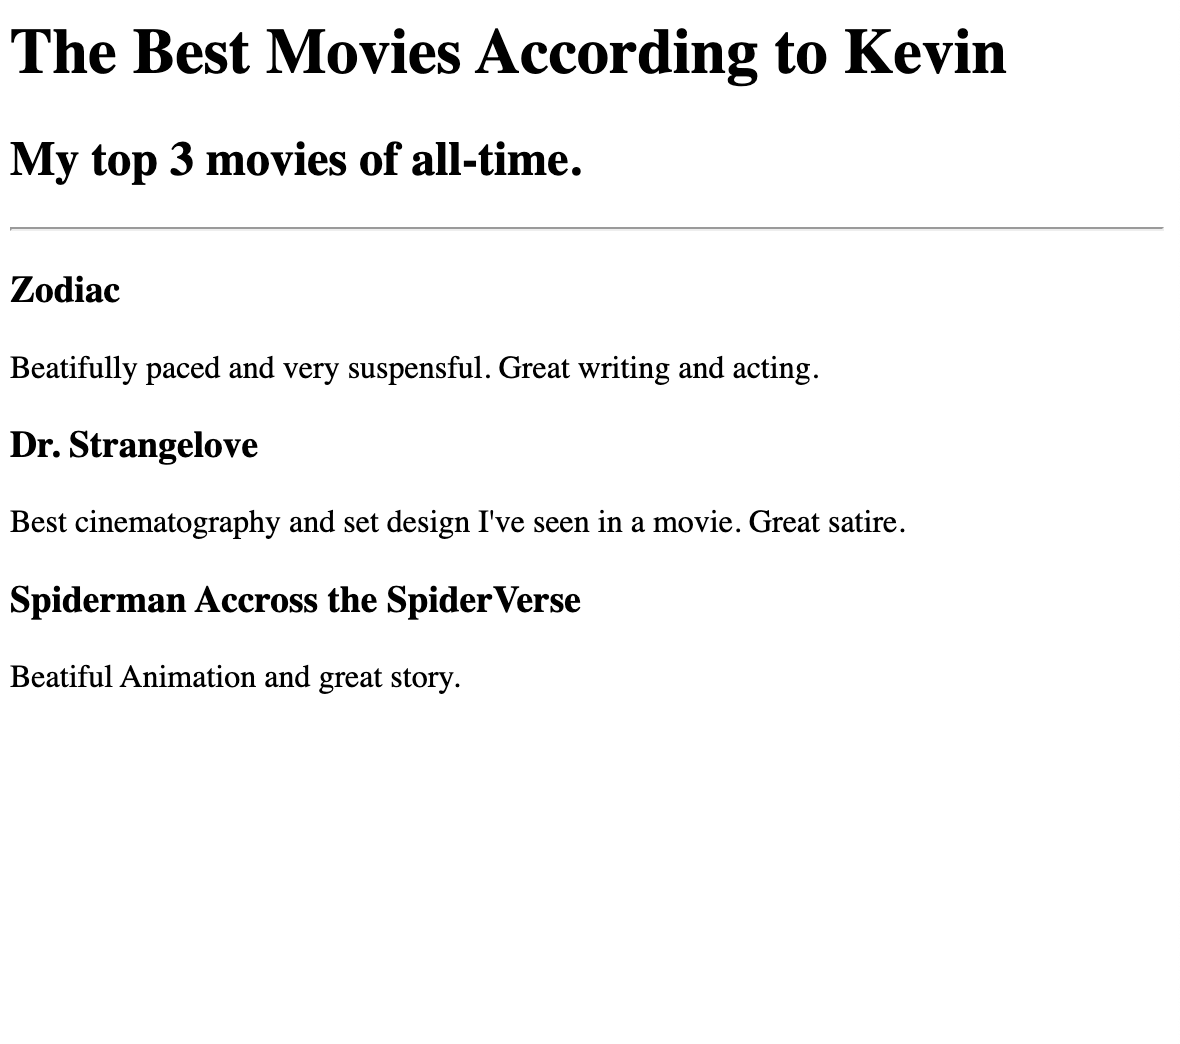 The Best Movies According to Kevin
My top 3 movies of all-time.
Zodiac
Beatifully paced and very suspensful. Great writing and acting.
Dr. Strangelove
Best cinematography and set design I've seen in a movie. Great satire.
Spiderman Accross the SpiderVerse
Beatiful Animation and great story.